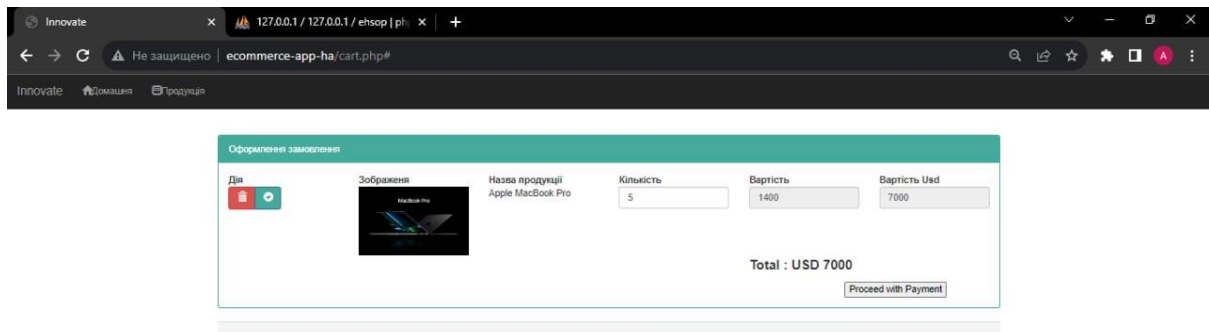 Innovate
127.0.0.1 / 127.0.0.1 / ehsop | ph
Не защищено | ecommerce-app-ha/cart.php#
A
Innovate Домашня Продукція
Оформлення замовлення
Дія Зображеня Назва продукції Кількість Вартість Вартість Usd
MacBook Pro
Apple MacBook Pro 5 1400 7000
Total : USD 7000
Proceed with Payment